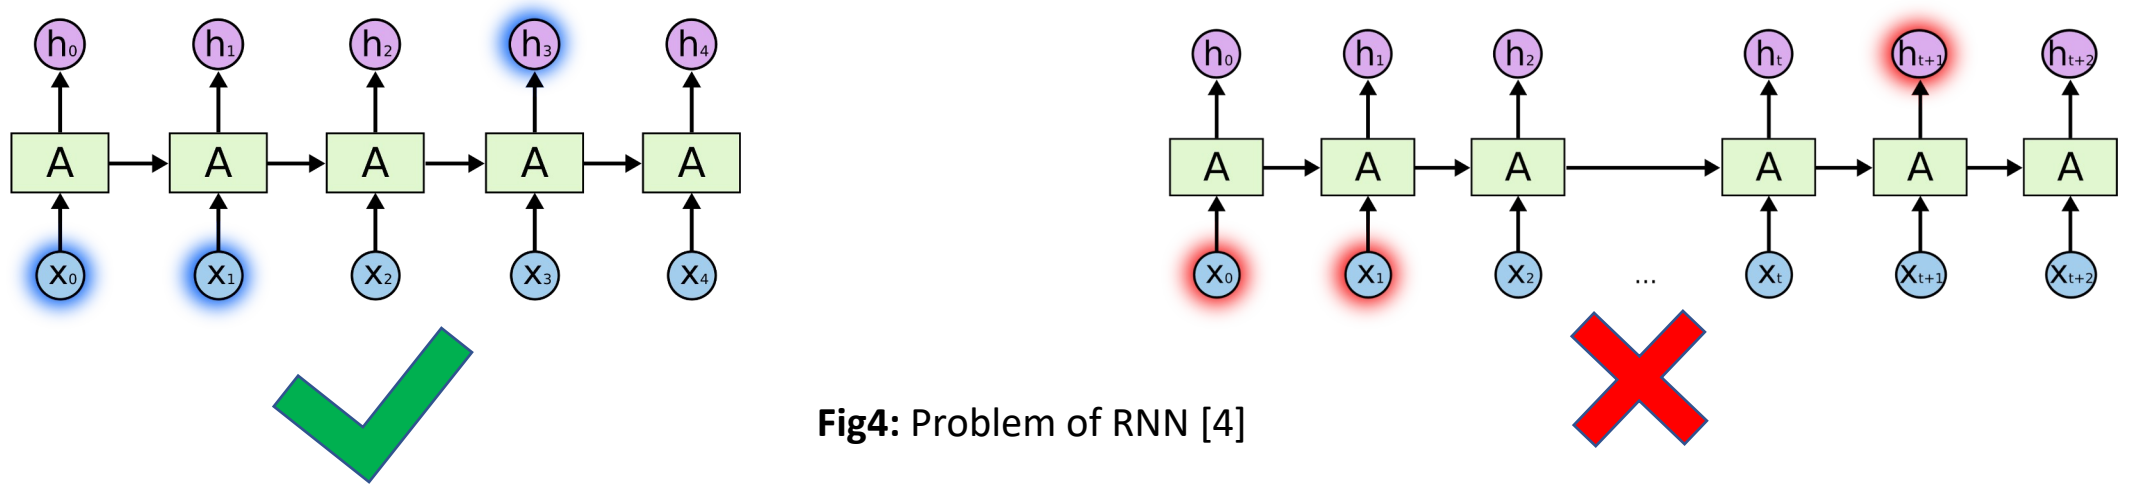 h0 h1 h2 h3 h4
A A A A A
x0 x1 x2 x3 x4
h0 h1 h2 ht ht+1 ht+2
A A A A A A
x0 x1 x2 ... xt xt+1 xt+2
Fig4: Problem of RNN [4]